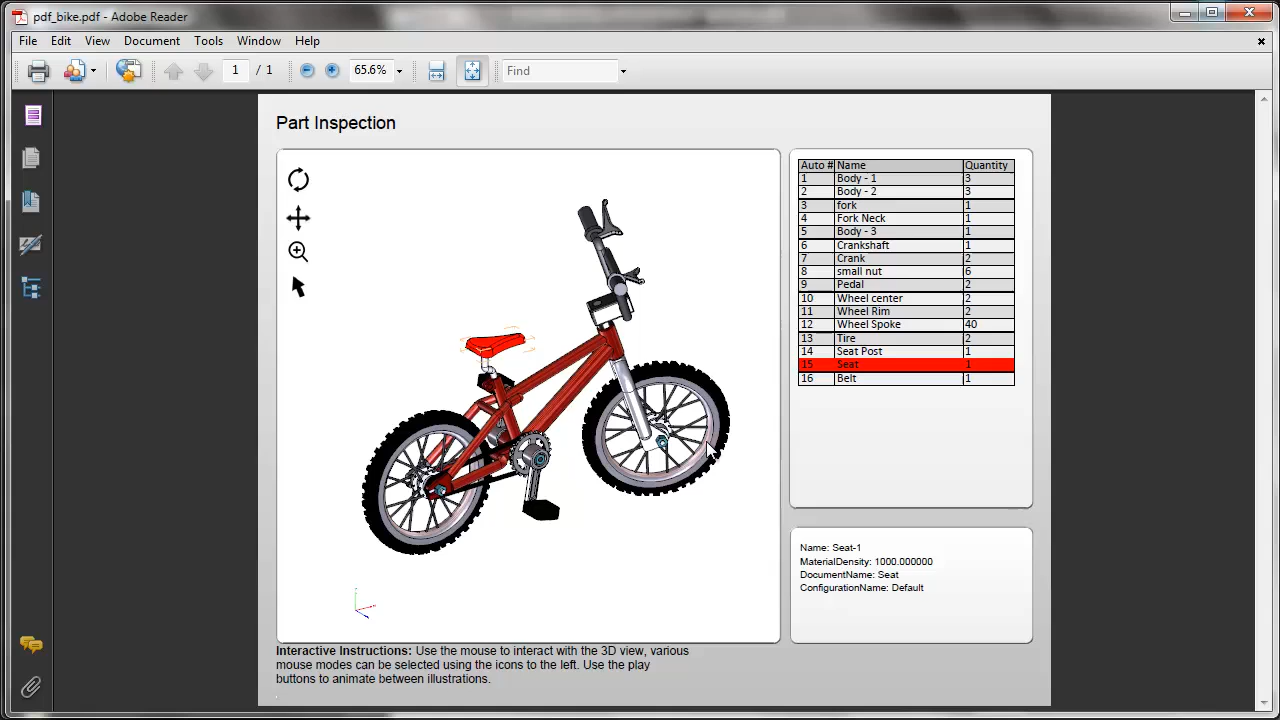 pdf_bike.pdf - Adobe Reader
File Edit View Document Tools Window Help
1 / 1 65.6% Find
Part Inspection
Auto # Name Quantity
1 Body - 1 3
2 Body - 2 3
3 fork 1
4 Fork Neck 1
5 Body - 3 1
6 Crankshaft 1
7 Crank 2
8 small nut 6
9 Pedal 2
10 Wheel center 2
11 Wheel Rim 2
12 Wheel Spoke 40
13 Tire 2
14 Seat Post 1
15 Seat 1
16 Belt 1
Name: Seat-1
MaterialDensity: 1000.000000
DocumentName: Seat
ConfigurationName: Default
Interactive Instructions: Use the mouse to interact with the 3D view, various
mouse modes can be selected using the icons to the left. Use the play
buttons to animate between illustrations.